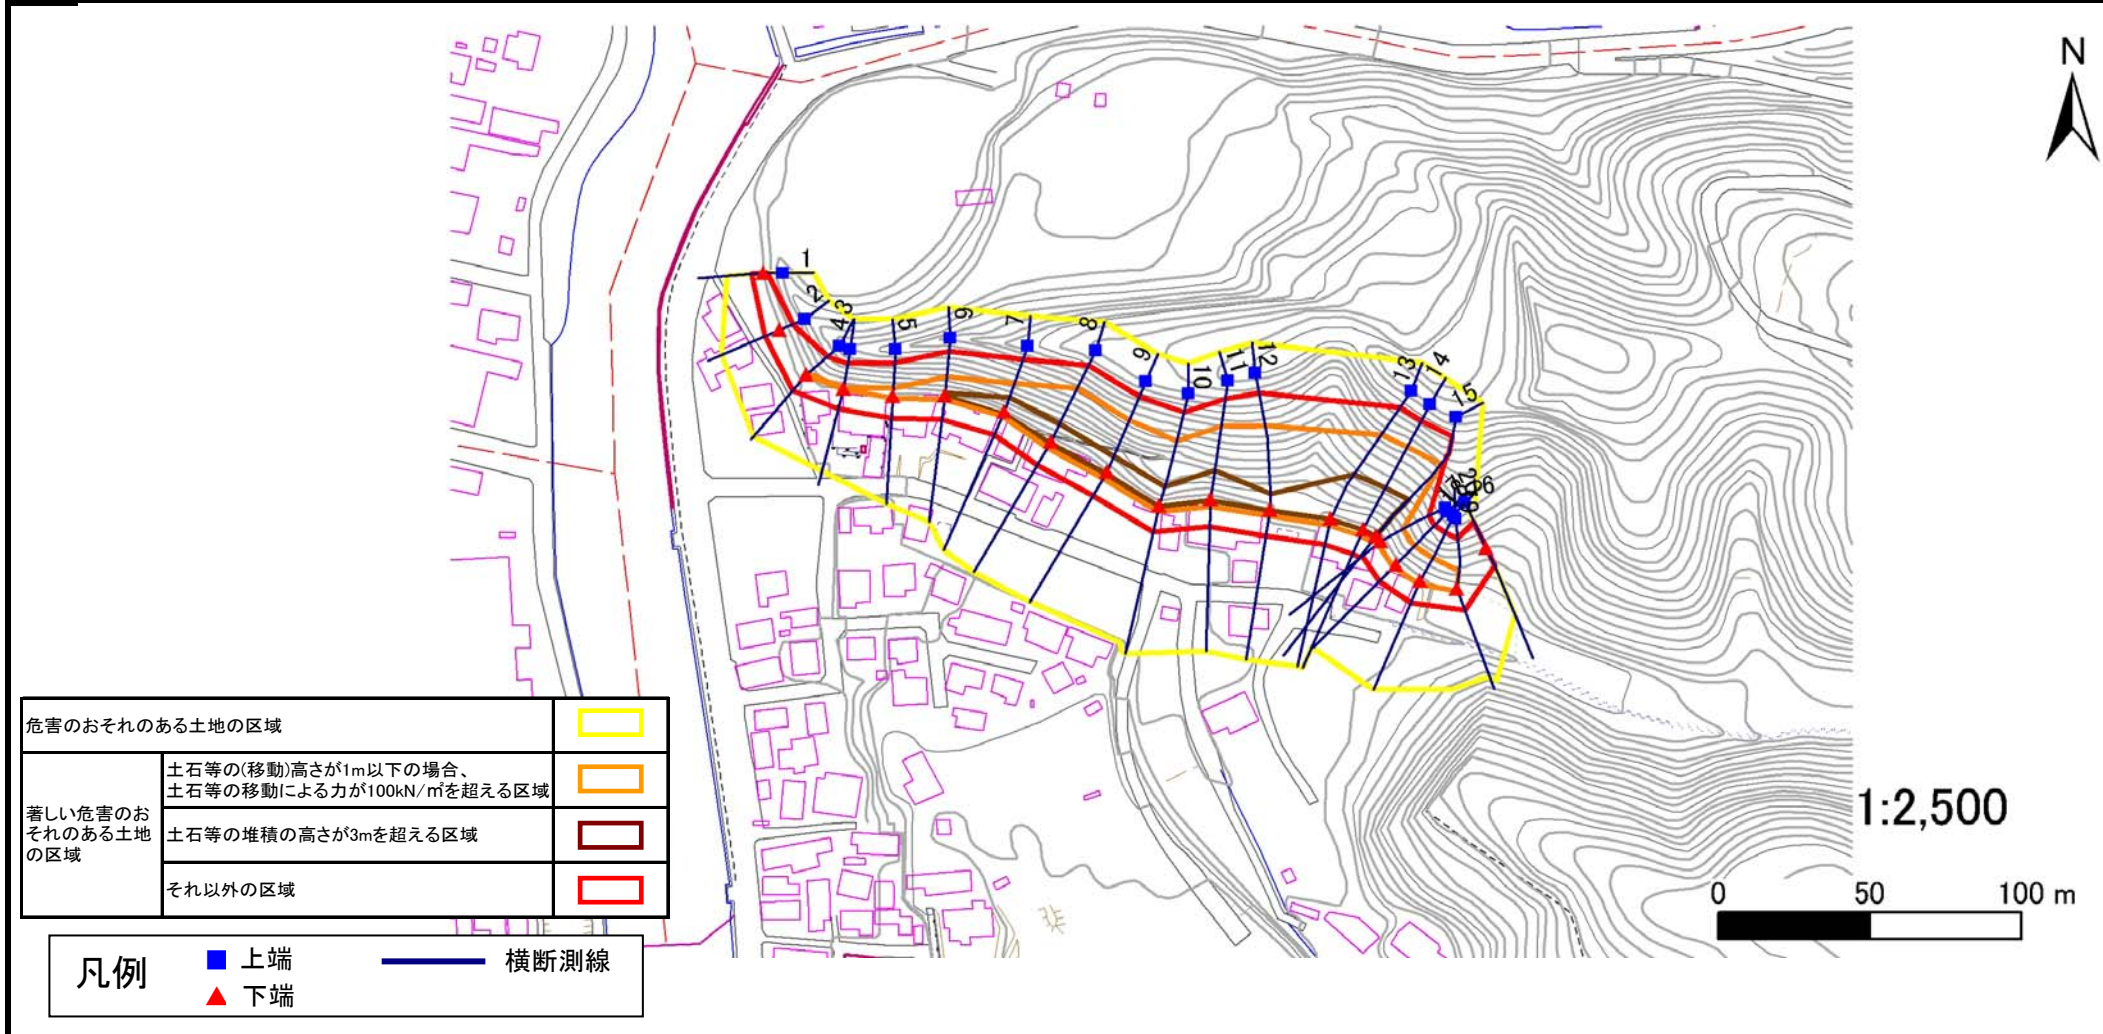 N
1
2
3
4
5
6
7
8
9
10
11
12
13
14
15
1:2,500
0 50 100 m
危害のおそれのある土地の区域
著しい危害のお
それのある土地
の区域
土石等の(移動)高さが1m以下の場合、
土石等の移動による力が100kN/㎡を超える区域
土石等の堆積の高さが3mを超える区域
それ以外の区域
凡例
上端
下端
横断測線